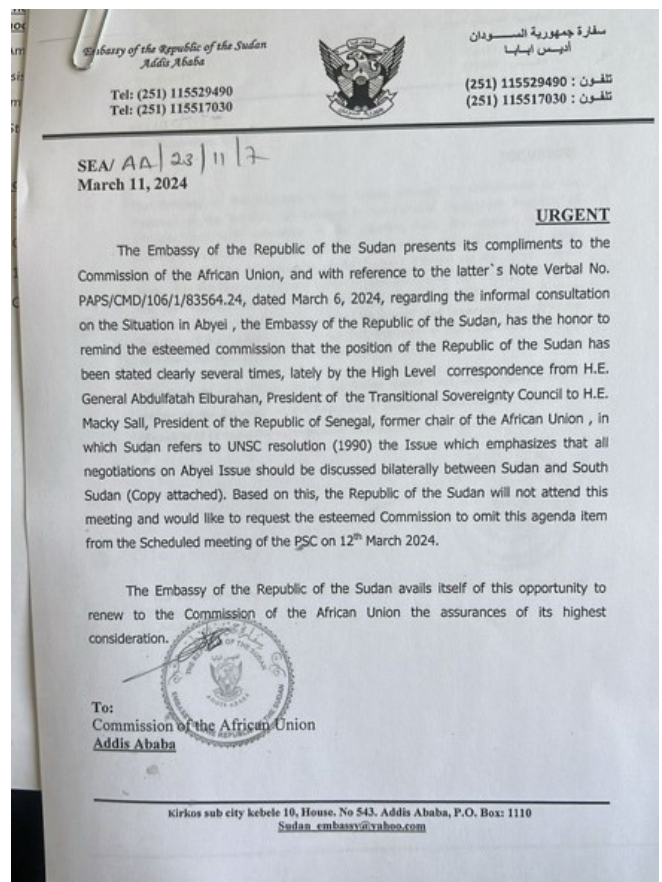 Embassy of the Republic of the Sudan
Addis Ababa
Tel: (251) 115529490
Tel: (251) 115517030
سفارة جمهورية الســـودان
أديـس ابـابـا
تلفـون : 115529490 (251)
تلفـون : 115517030 (251)
SEA/ AA/23/11/7
March 11, 2024
URGENT
The Embassy of the Republic of the Sudan presents its compliments to the
Commission of the African Union, and with reference to the latter`s Note Verbal No.
PAPS/CMD/106/1/83564.24, dated March 6, 2024, regarding the informal consultation
on the Situation in Abyei , the Embassy of the Republic of the Sudan, has the honor to
remind the esteemed commission that the position of the Republic of the Sudan has
been stated clearly several times, lately by the High Level correspondence from H.E.
General Abdulfatah Elburahan, President of the Transitional Sovereignty Council to H.E.
Macky Sall, President of the Republic of Senegal, former chair of the African Union , in
which Sudan refers to UNSC resolution (1990) the Issue which emphasizes that all
negotiations on Abyei Issue should be discussed bilaterally between Sudan and South
Sudan (Copy attached). Based on this, the Republic of the Sudan will not attend this
meeting and would like to request the esteemed Commission to omit this agenda item
from the Scheduled meeting of the PSC on 12th March 2024.
The Embassy of the Republic of the Sudan avails itself of this opportunity to
renew to the Commission of the African Union the assurances of its highest
consideration.
To:
Commission of the African Union
Addis Ababa
Kirkos sub city kebele 10, House. No 543. Addis Ababa, P.O. Box: 1110
Sudan_embassy@yahoo.com